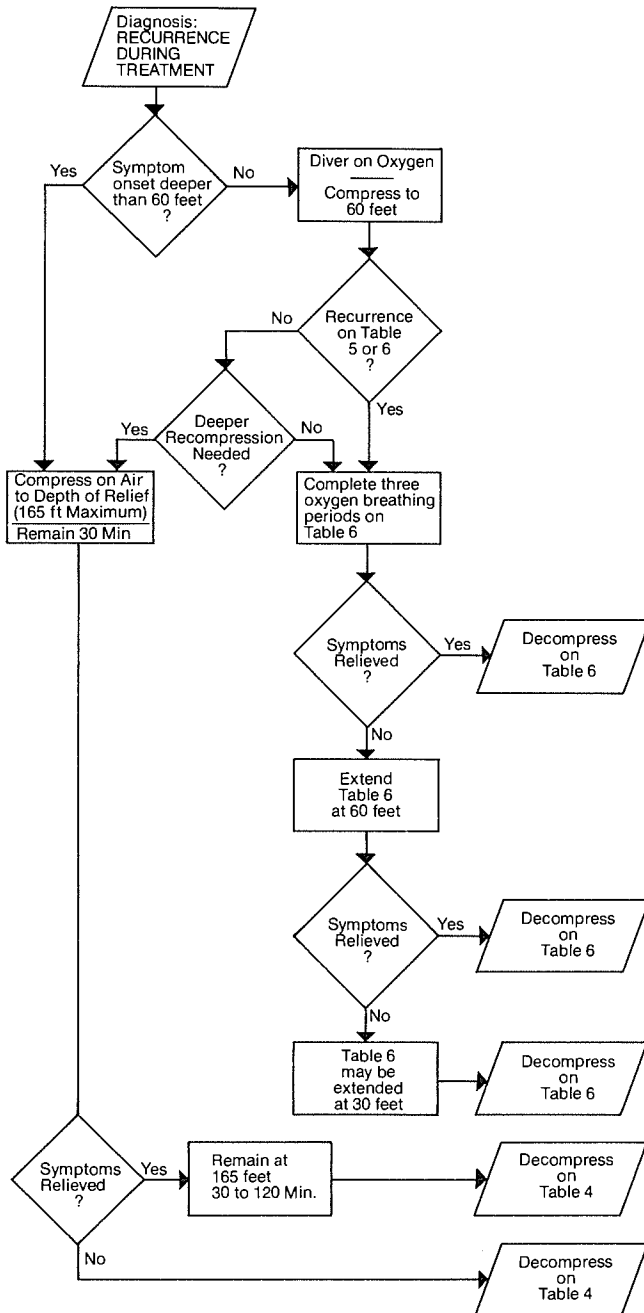 Diagnosis:
RECURRENCE
DURING
TREATMENT
Symptom
onset deeper
than 60 feet
?
Yes
No
Diver on Oxygen
Compress to
60 feet
Recurrence
on Table
5 or 6
?
No
Yes
Deeper
Recompression
Needed
?
Yes
No
Compress on Air
to Depth of Relief
(165 ft Maximum)
Remain 30 Min
Complete three
oxygen breathing
periods on
Table 6
Symptoms
Relieved
?
Yes
Decompress
on
Table 6
No
Extend
Table 6
at 60 feet
Symptoms
Relieved
?
Yes
Decompress
on
Table 6
No
Table 6
may be
extended
at 30 feet
Decompress
on
Table 6
Symptoms
Relieved
?
Yes
Remain at
165 feet
30 to 120 Min.
Decompress
on
Table 4
No
Decompress
on
Table 4